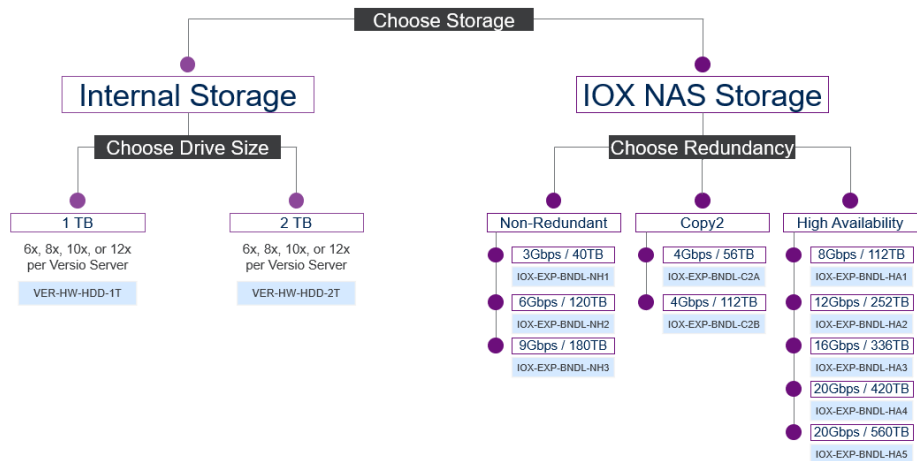 Choose Storage
Internal Storage
IOX NAS Storage
Choose Drive Size
Choose Redundancy
1 TB
2 TB
Non-Redundant
Copy2
High Availability
6x, 8x, 10x, or 12x
per Versio Server
VER-HW-HDD-1T
6x, 8x, 10x, or 12x
per Versio Server
VER-HW-HDD-2T
3Gbps / 40TB
IOX-EXP-BNDL-NH1
6Gbps / 120TB
IOX-EXP-BNDL-NH2
9Gbps / 180TB
IOX-EXP-BNDL-NH3
4Gbps / 56TB
IOX-EXP-BNDL-C2A
4Gbps / 112TB
IOX-EXP-BNDL-C2B
8Gbps / 112TB
IOX-EXP-BNDL-HA1
12Gbps / 252TB
IOX-EXP-BNDL-HA2
16Gbps / 336TB
IOX-EXP-BNDL-HA3
20Gbps / 420TB
IOX-EXP-BNDL-HA4
20Gbps / 560TB
IOX-EXP-BNDL-HA5